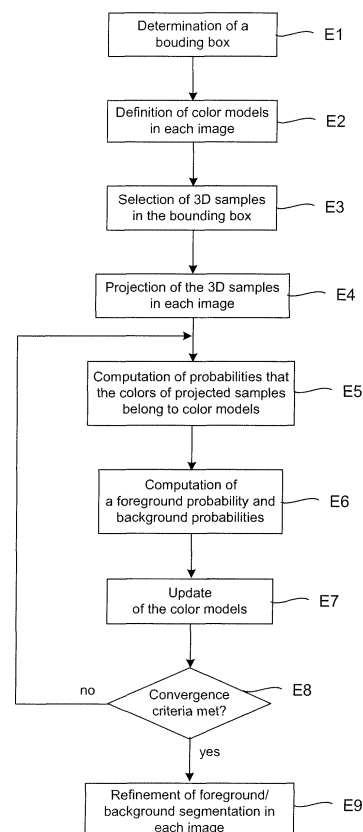 Determination of a
bouding box
E1
Definition of color models
in each image
E2
Selection of 3D samples
in the bounding box
E3
Projection of the 3D samples
in each image
E4
Computation of probabilities that
the colors of projected samples
belong to color models
E5
Computation of
a foreground probability and
background probabilities
E6
Update
of the color models
E7
Convergence
criteria met?
E8
no
yes
Refinement of foreground/
background segmentation in
each image
E9